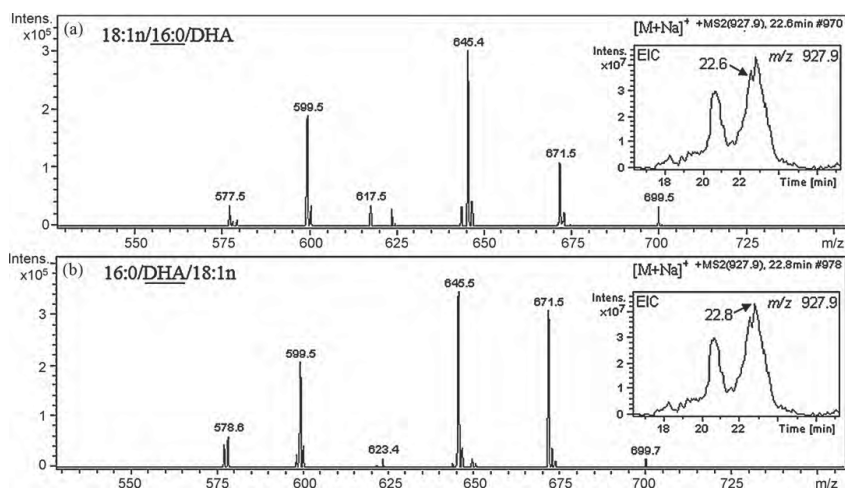 Intens.
x10⁵
(a)
18:1n/16:0/DHA
[M+Na]⁺ +MS2(927.9), 22.6min #970
3
2
1
0
577.5
599.5
617.5
645.4
671.5
699.5
550
575
600
625
650
675
700
725
m/z
Intens.
x10⁷
EIC
m/z 927.9
22.6
4
3
2
1
0
18
20
22
Time [min]
Intens.
x10⁵
(b)
16:0/DHA/18:1n
[M+Na]⁺ +MS2(927.9), 22.8min #978
3
2
1
0
578.6
599.5
623.4
645.5
671.5
699.7
550
575
600
625
650
675
700
725
m/z
Intens.
x10⁷
EIC
m/z 927.9
22.8
4
3
2
1
0
18
20
22
Time [min]